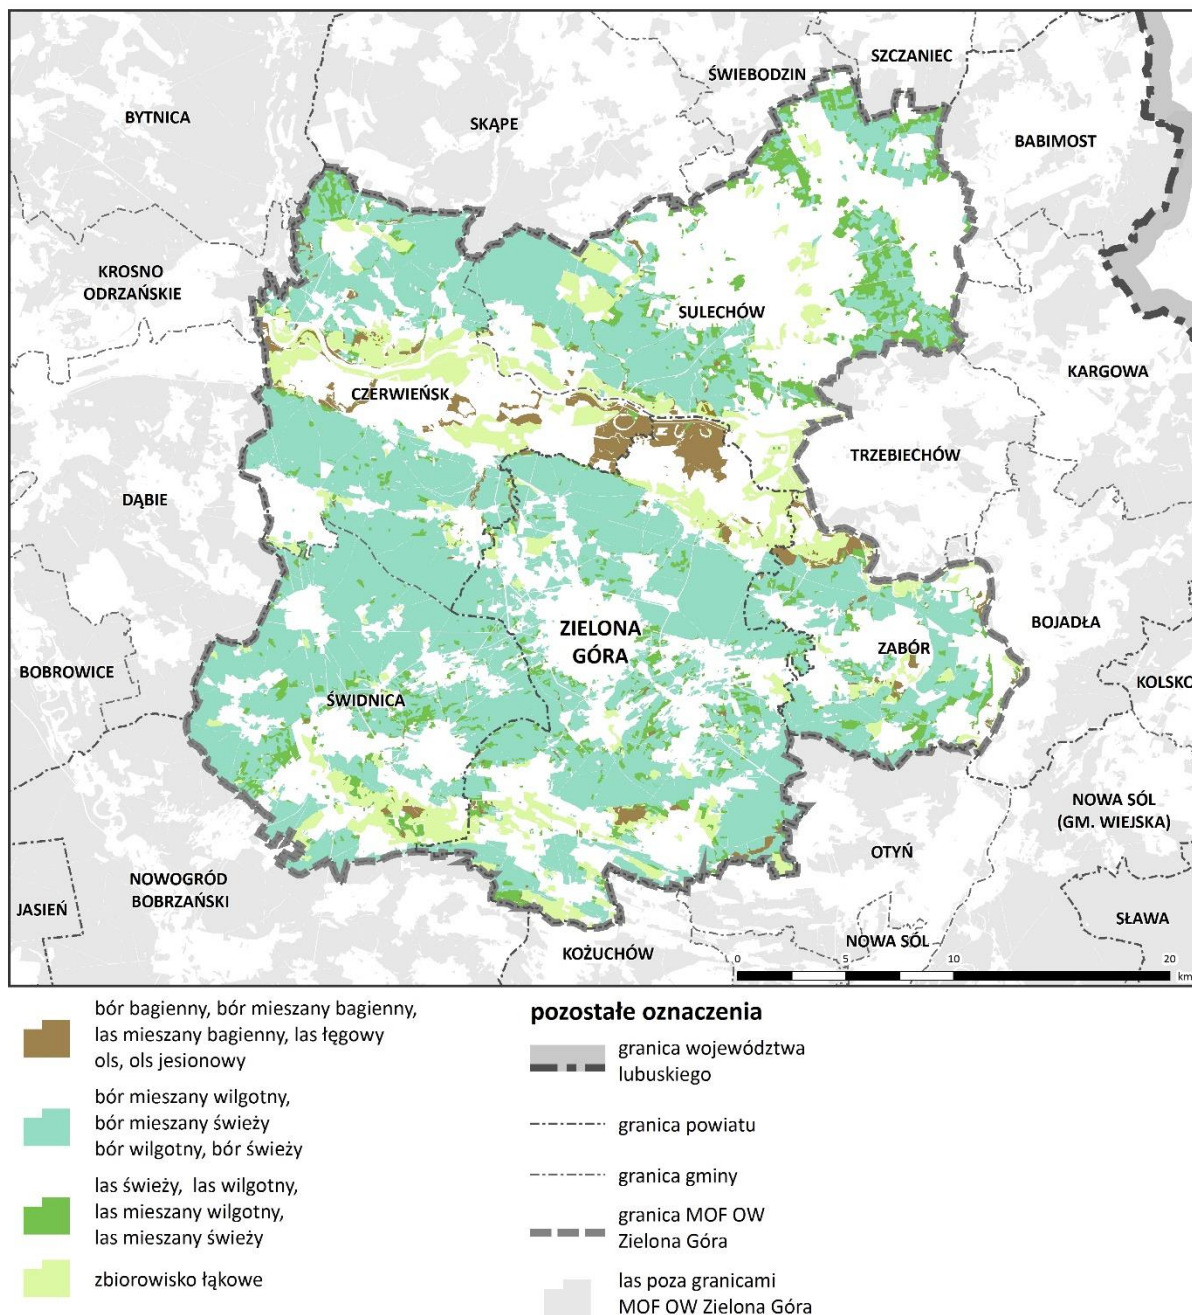 SZCZANIEC
ŚWIEBODZIN
BYTNICA
SKĄPE
BABIMOST
KROSNO
ODRZAŃSKIE
SULECHÓW
KARGOWA
CZERWIEŃSK
TRZEBIECHÓW
DĄBIE
ZIELONA
GÓRA
BOJADŁA
ZABÓR
BOBROWICE
KOLSKO
ŚWIDNICA
NOWA SÓL
(GM. WIEJSKA)
OTYŃ
NOWOGRÓD
BOBRZAŃSKI
JASIEŃ
SŁAWA
NOWA SÓL
KOŻUCHÓW
0 5 10 20
km
bór bagienny, bór mieszany bagienny,
las mieszany bagienny, las łęgowy
ols, ols jesionowy
bór mieszany wilgotny,
bór mieszany świeży
bór wilgotny, bór świeży
las świeży, las wilgotny,
las mieszany wilgotny,
las mieszany świeży
zbiorowisko łąkowe
pozostałe oznaczenia
granica województwa
lubuskiego
granica powiatu
granica gminy
granica MOF OW
Zielona Góra
las poza granicami
MOF OW Zielona Góra